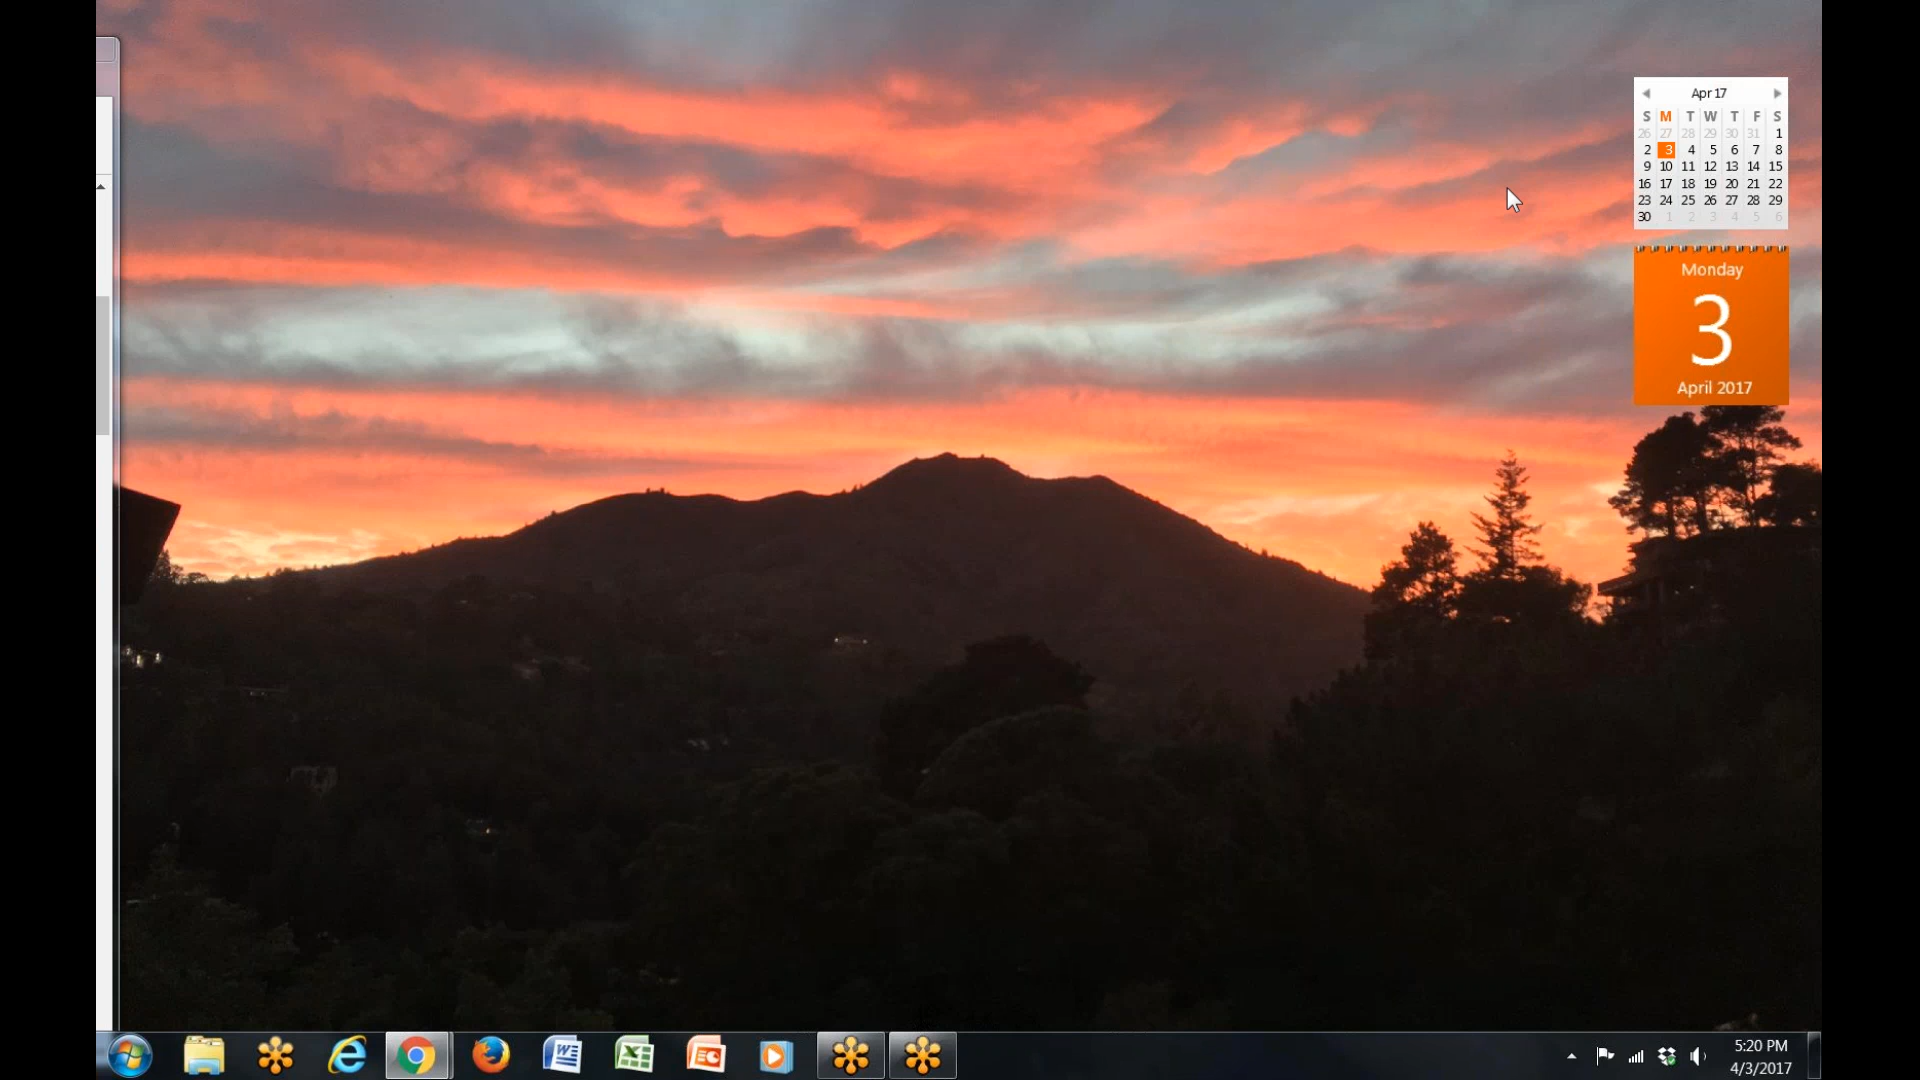 Apr 17
S M T W T F S
26 27 28 29 30 31 1
2 3 4 5 6 7 8
9 10 11 12 13 14 15
16 17 18 19 20 21 22
23 24 25 26 27 28 29
30 1 2 3 4 5 6
Monday
3
April 2017
5:20 PM
4/3/2017